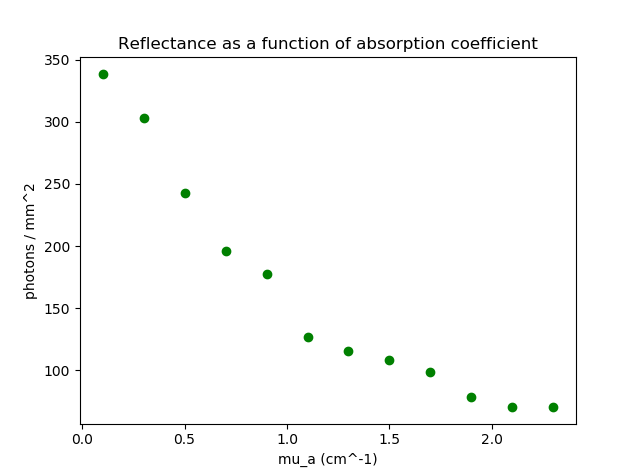 Reflectance as a function of absorption coefficient
350
300
250
200
150
100
photons / mm^2
0.0 0.5 1.0 1.5 2.0
mu_a (cm^-1)